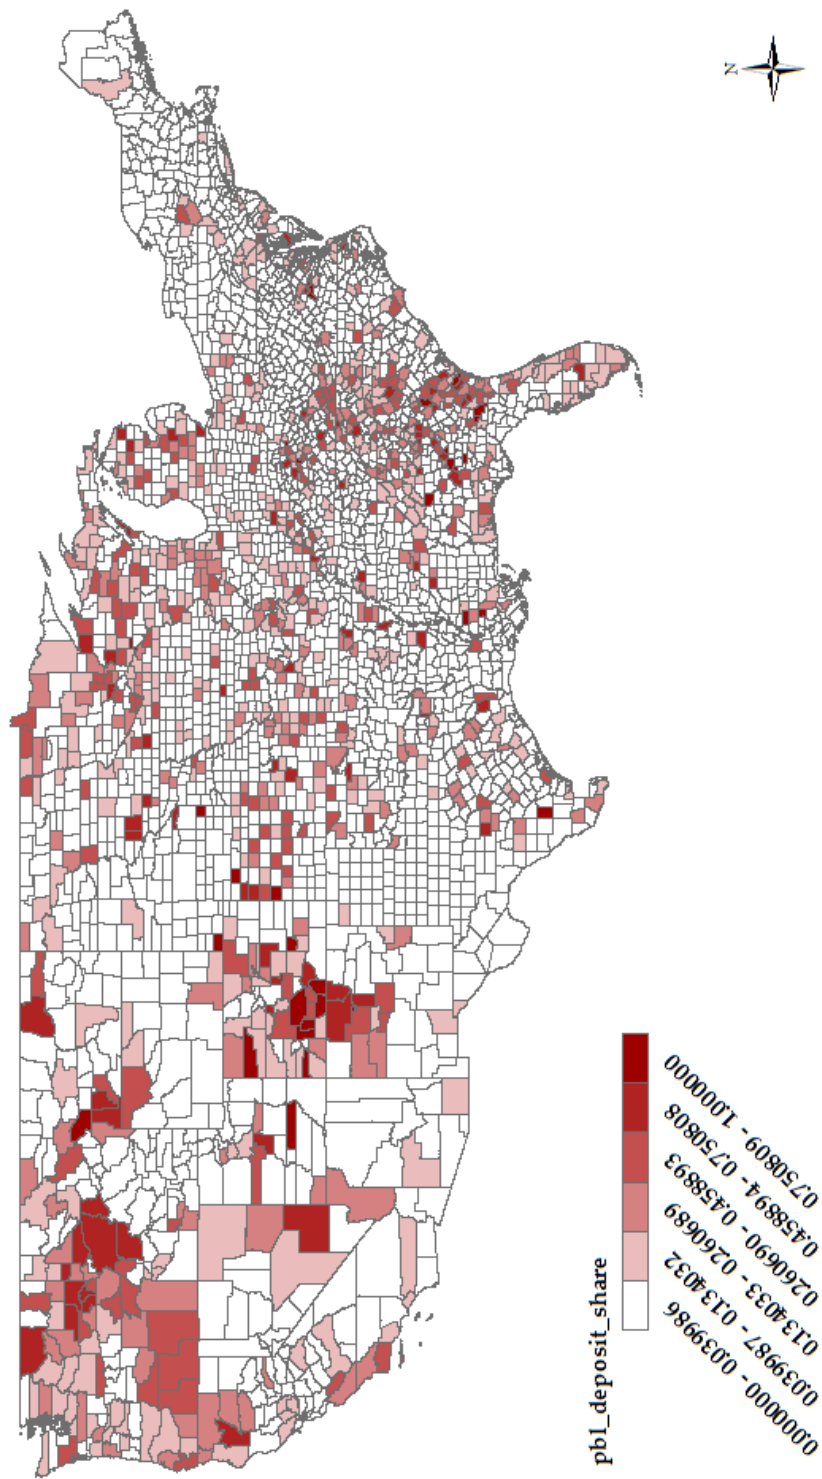 N
pb1_deposit_share
0.000000 - 0.039986
0.039987 - 0.134032
0.134033 - 0.260689
0.260690 - 0.458893
0.458894 - 0.750808
0.750809 - 1.000000